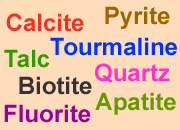 Calcite
Pyrite
Talc
Tourmaline
Biotite
Quartz
Fluorite
Apatite